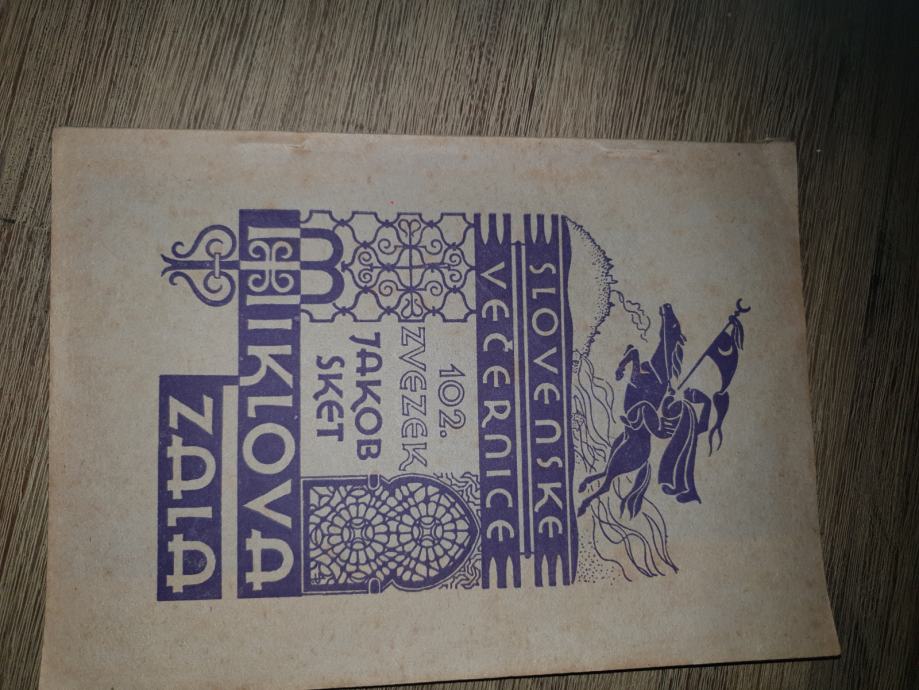 SLOVENSKE
VEČERNICE
102.
ZVEZEK
JAKOB
SKET
MIKLOVA
ZALA